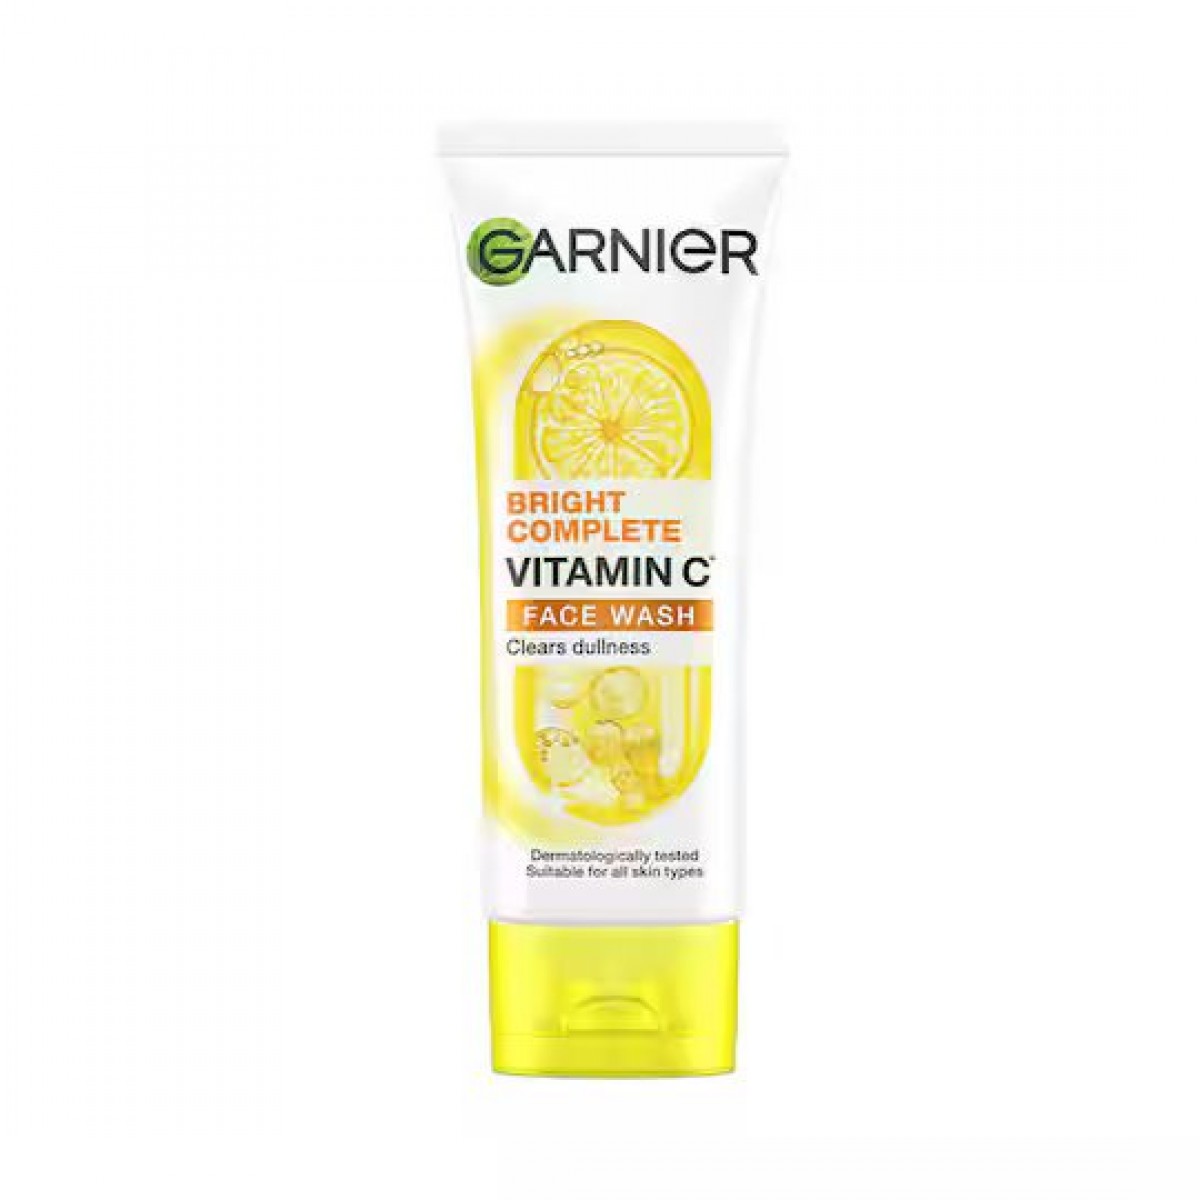 GARNIER
BRIGHT
COMPLETE
VITAMIN C*
FACE WASH
Clears dullness
Dermatologically tested
Suitable for all skin types